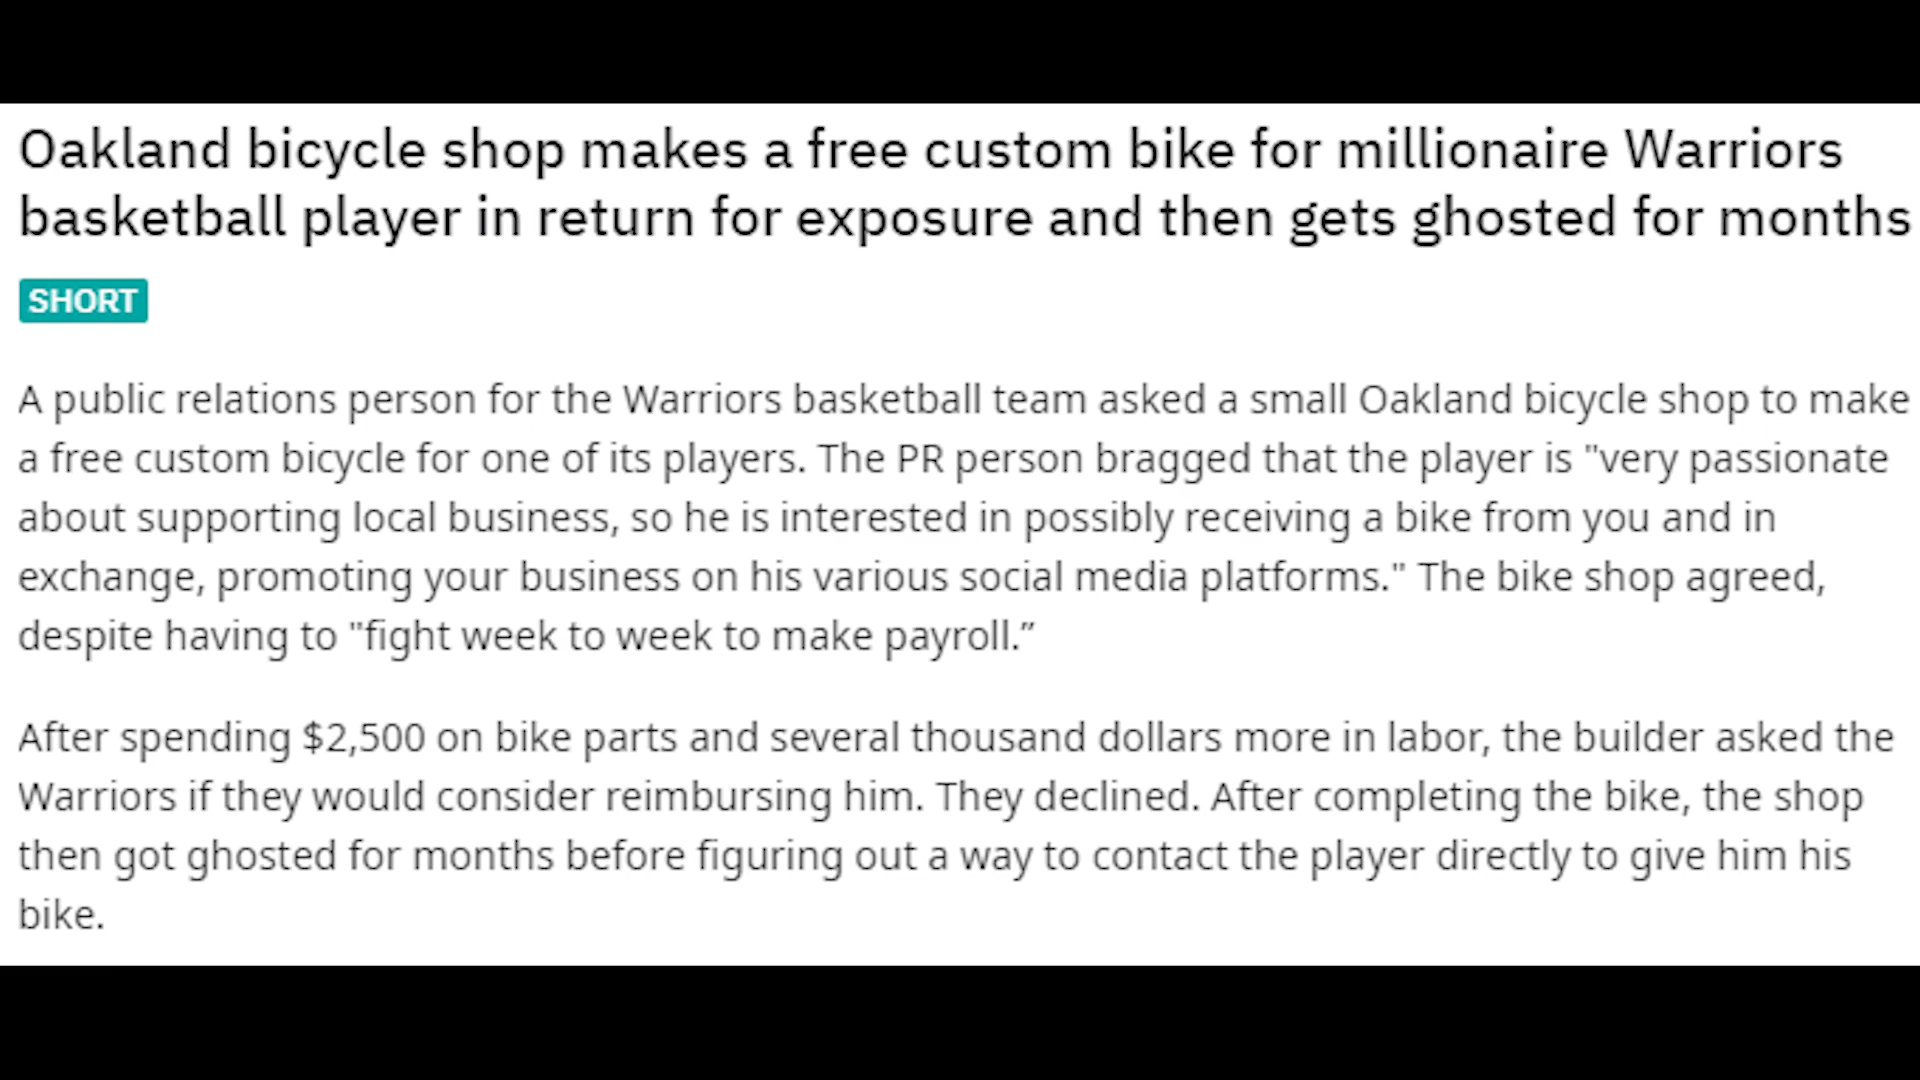 Oakland bicycle shop makes a free custom bike for millionaire Warriors
basketball player in return for exposure and then gets ghosted for months
SHORT
A public relations person for the Warriors basketball team asked a small Oakland bicycle shop to make
a free custom bicycle for one of its players. The PR person bragged that the player is "very passionate
about supporting local business, so he is interested in possibly receiving a bike from you and in
exchange, promoting your business on his various social media platforms." The bike shop agreed,
despite having to "fight week to week to make payroll.”
After spending $2,500 on bike parts and several thousand dollars more in labor, the builder asked the
Warriors if they would consider reimbursing him. They declined. After completing the bike, the shop
then got ghosted for months before figuring out a way to contact the player directly to give him his
bike.